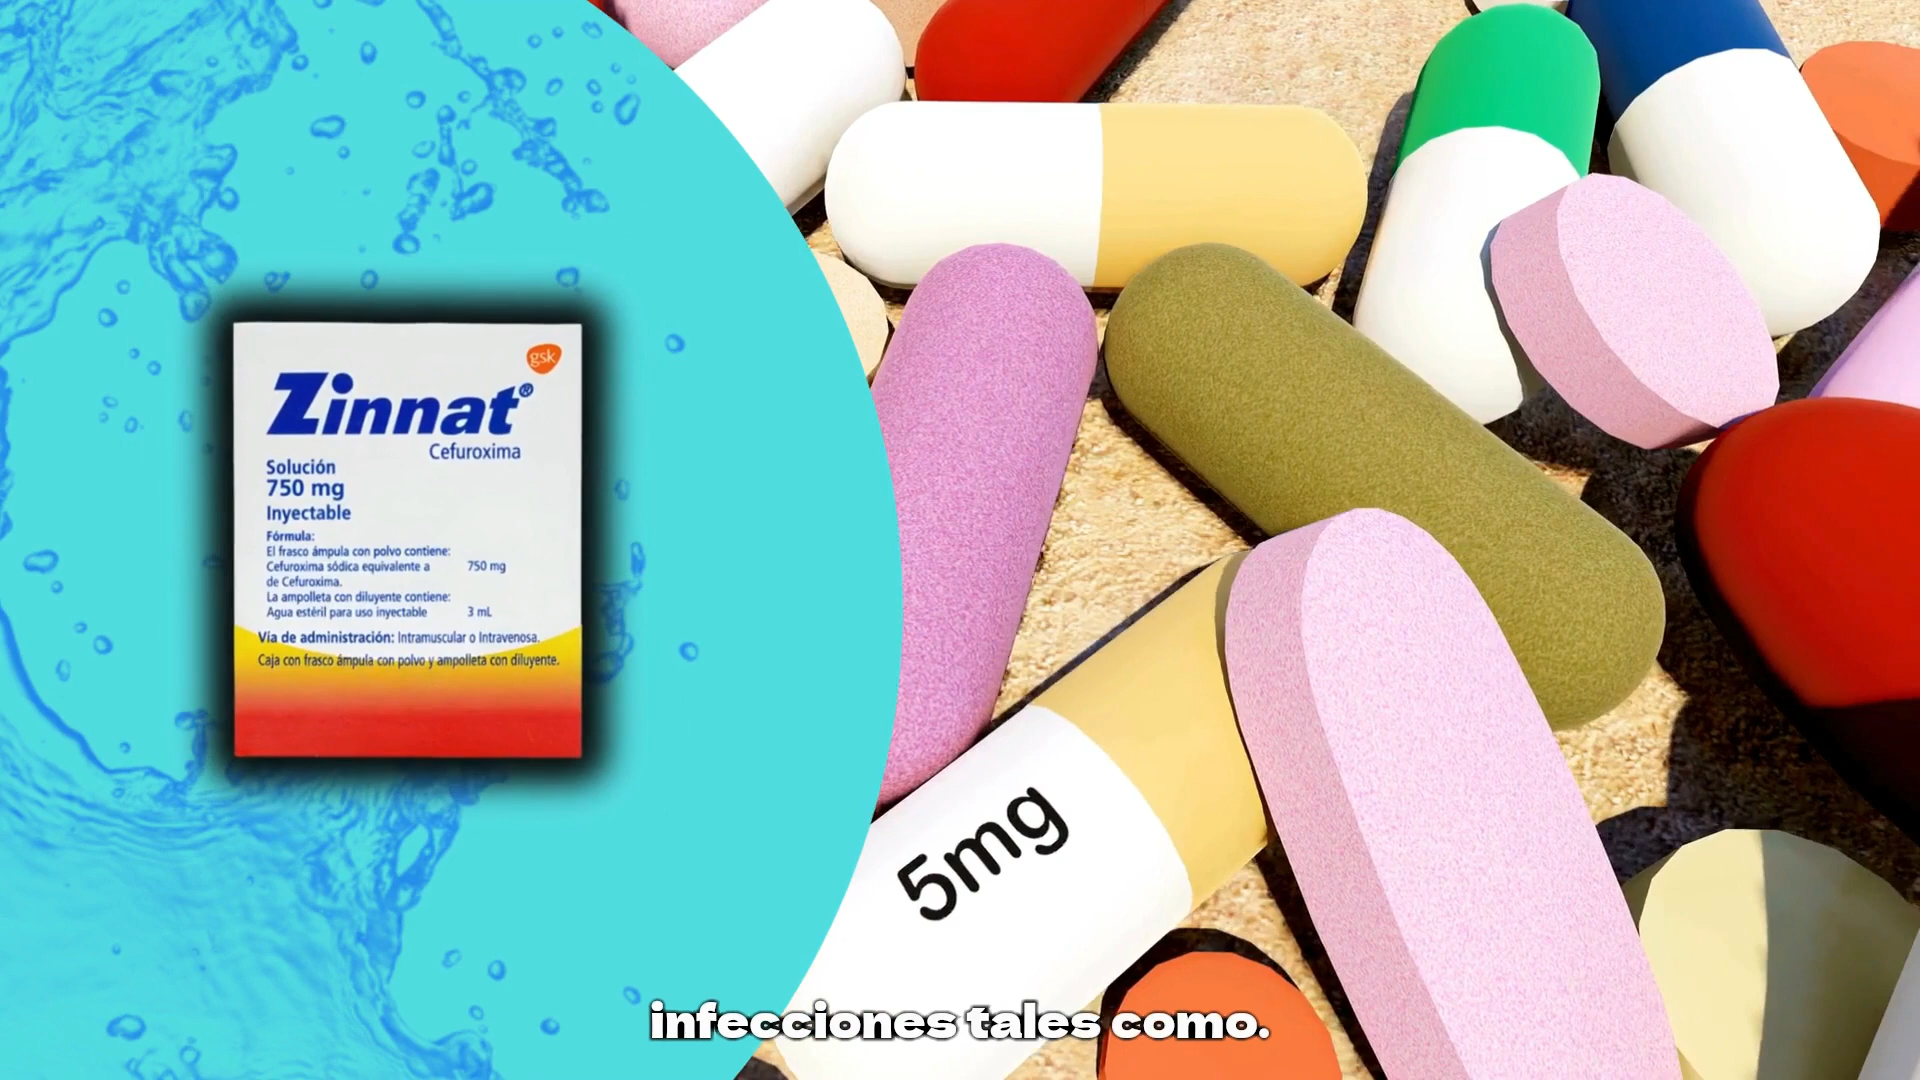 gsk
Zinnat®
Cefuroxima
Solución
750 mg
Inyectable
Fórmula:
El frasco ámpula con polvo contiene:
Cefuroxima sódica equivalente a 750 mg
de Cefuroxima.
La ampolleta con diluyente contiene:
Agua estéril para uso inyectable 3 mL
Vía de administración: Intramuscular o Intravenosa.
Caja con frasco ámpula con polvo y ampolleta con diluyente.
5mg
infecciones tales como.